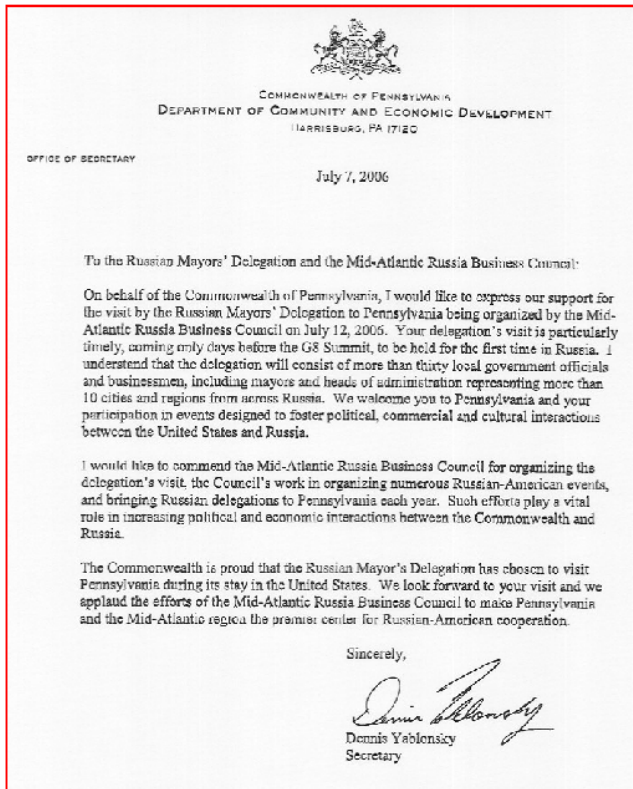 COMMONWEALTH OF PENNSYLVANIA
DEPARTMENT OF COMMUNITY AND ECONOMIC DEVELOPMENT
HARRISBURG, PA 17120
OFFICE OF SECRETARY
July 7, 2006
To the Russian Mayors' Delegation and the Mid-Atlantic Russia Business Council:
On behalf of the Commonwealth of Pennsylvania, I would like to express our support for
the visit by the Russian Mayors' Delegation to Pennsylvania being organized by the Mid-
Atlantic Russia Business Council on July 12, 2006. Your delegation's visit is particularly
timely, coming only days before the G8 Summit, to be held for the first time in Russia. I
understand that the delegation will consist of more than thirty local government officials
and businessmen, including mayors and heads of administration representing more than
10 cities and regions from across Russia. We welcome you to Pennsylvania and your
participation in events designed to foster political, commercial and cultural interactions
between the United States and Russia.
I would like to commend the Mid-Atlantic Russia Business Council for organizing the
delegation's visit, the Council's work in organizing numerous Russian-American events,
and bringing Russian delegations to Pennsylvania each year. Such efforts play a vital
role in increasing political and economic interactions between the Commonwealth and
Russia.
The Commonwealth is proud that the Russian Mayor's Delegation has chosen to visit
Pennsylvania during its stay in the United States. We look forward to your visit and we
applaud the efforts of the Mid-Atlantic Russia Business Council to make Pennsylvania
and the Mid-Atlantic region the premier center for Russian-American cooperation.
Sincerely,
Dennis Yablonsky
Dennis Yablonsky
Secretary